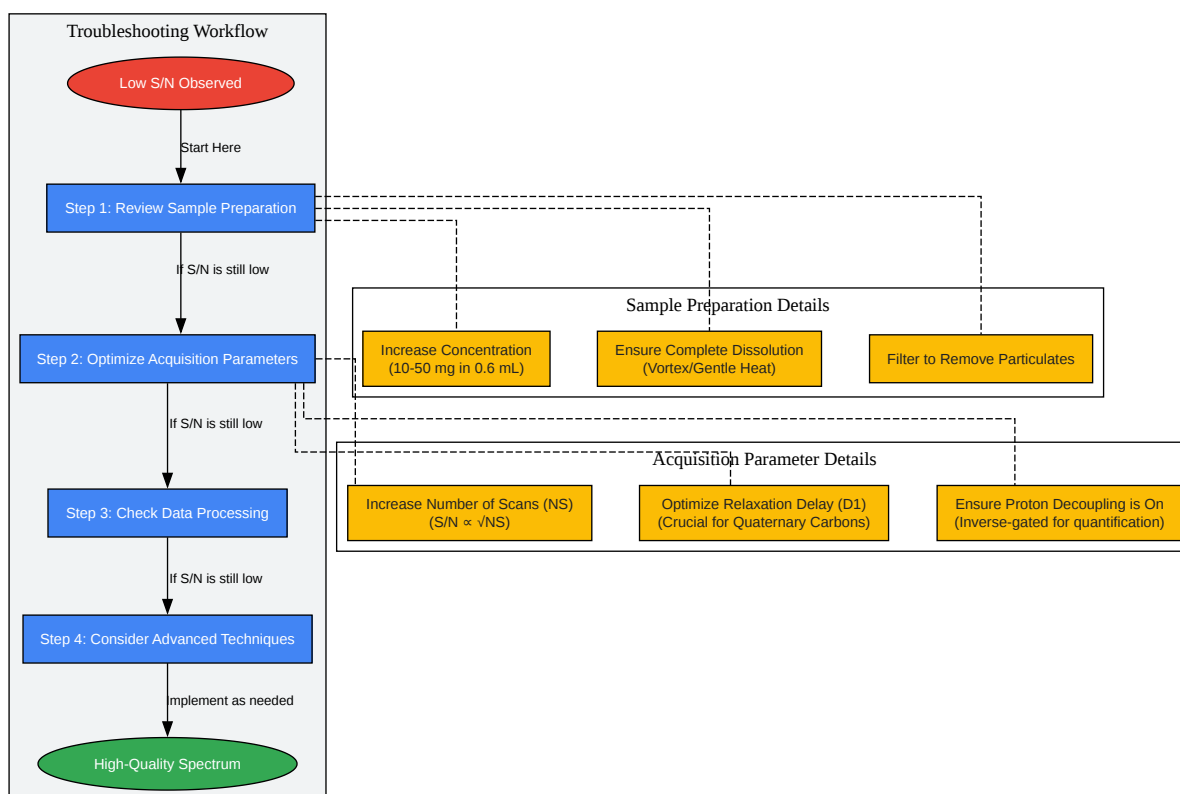 Troubleshooting Workflow
Low S/N Observed
Start Here
Step 1: Review Sample Preparation
If S/N is still low
Step 2: Optimize Acquisition Parameters
If S/N is still low
Step 3: Check Data Processing
If S/N is still low
Step 4: Consider Advanced Techniques
Implement as needed
High-Quality Spectrum
Sample Preparation Details
Increase Concentration
(10-50 mg in 0.6 mL)
Ensure Complete Dissolution
(Vortex/Gentle Heat)
Filter to Remove Particulates
Acquisition Parameter Details
Increase Number of Scans (NS)
(S/N ∝ √NS)
Optimize Relaxation Delay (D1)
(Crucial for Quaternary Carbons)
Ensure Proton Decoupling is On
(Inverse-gated for quantification)